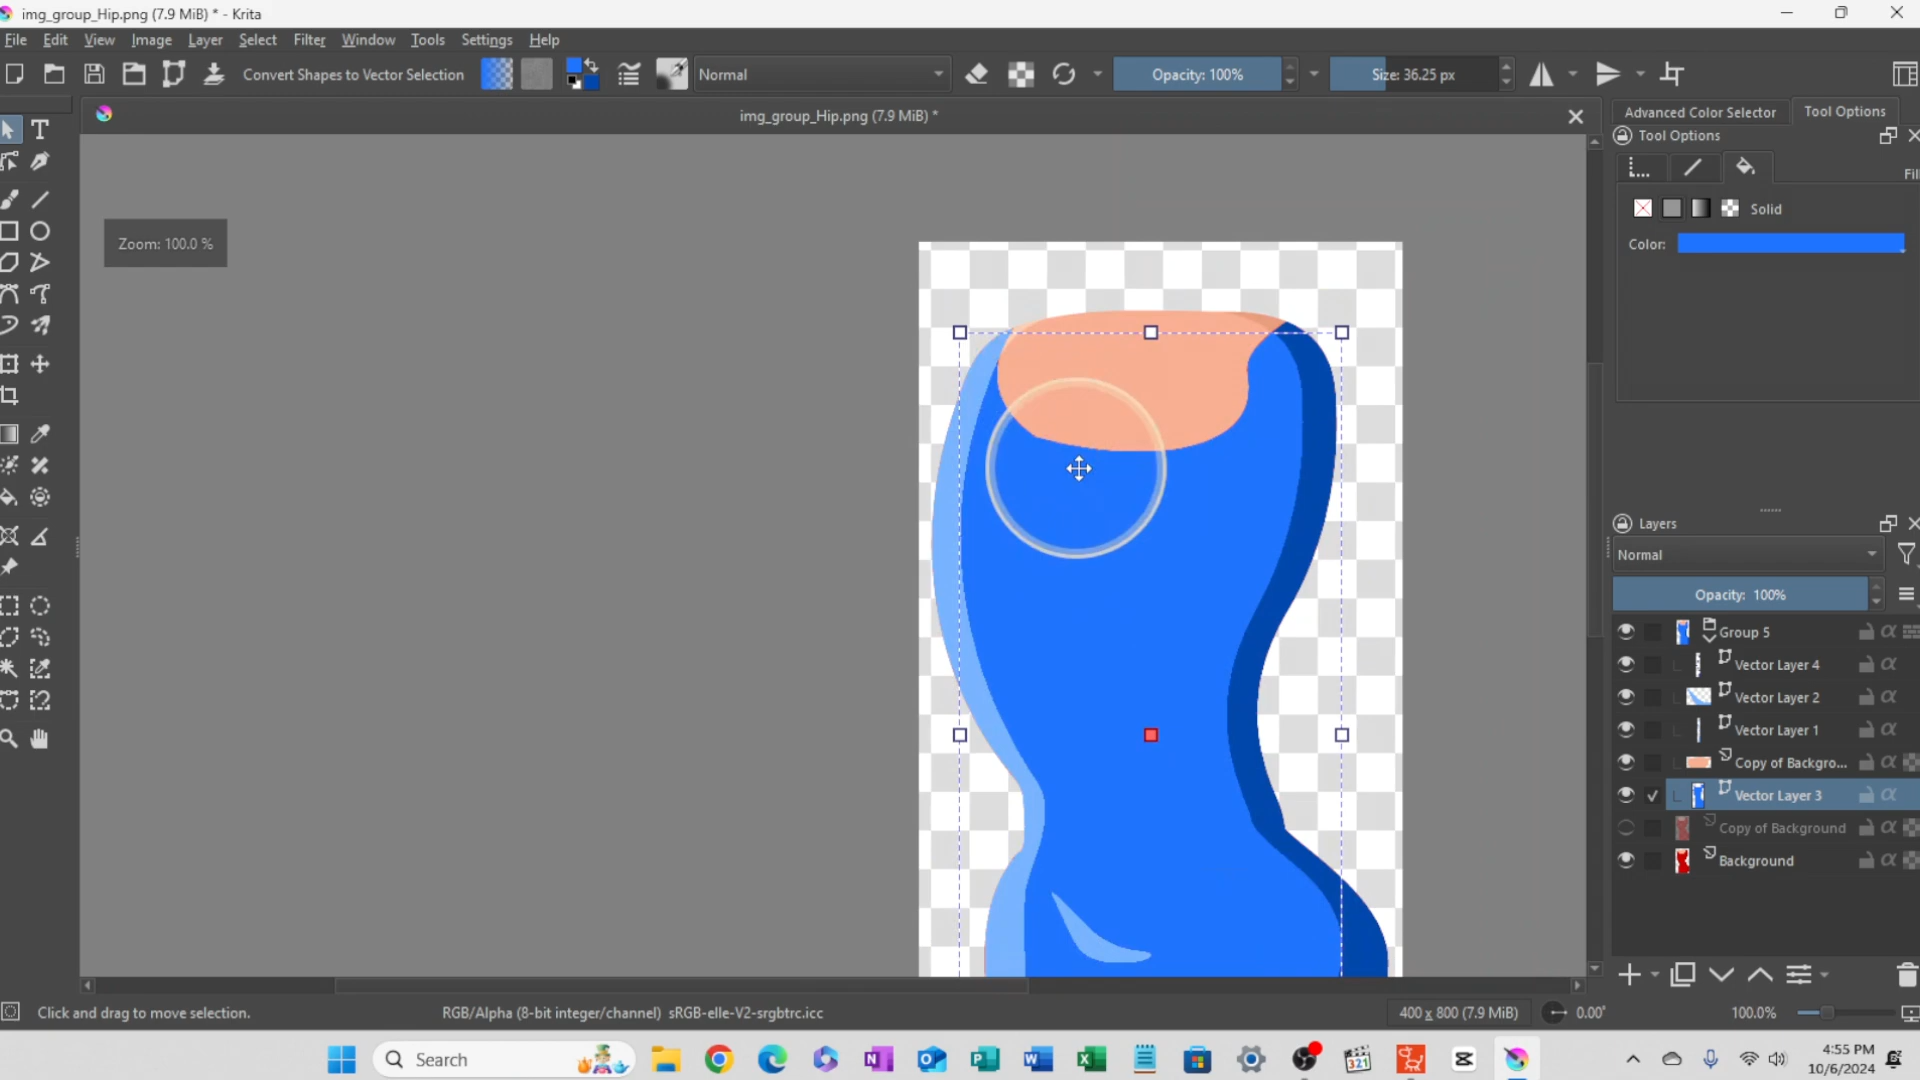 img_group_Hip.png (7.9 MiB) * - Krita
File Edit View Image Layer Select Filter Window Tools Settings Help
Convert Shapes to Vector Selection Normal Opacity: 100% Size: 36.25 px
img_group_Hip.png (7.9 MiB) *
Advanced Color Selector Tool Options
Tool Options
Fill
Solid
Color:
Zoom: 100.0 %
Layers
Normal
Opacity: 100%
Group 5
Vector Layer 4
Vector Layer 2
Vector Layer 1
Copy of Backgro...
Vector Layer 3
Copy of Background
Background
Click and drag to move selection. RGB/Alpha (8-bit integer/channel) sRGB-elle-V2-srgbtrc.icc 400 x 800 (7.9 MiB) 0.00° 100.0%
Search
4:55 PM
10/6/2024